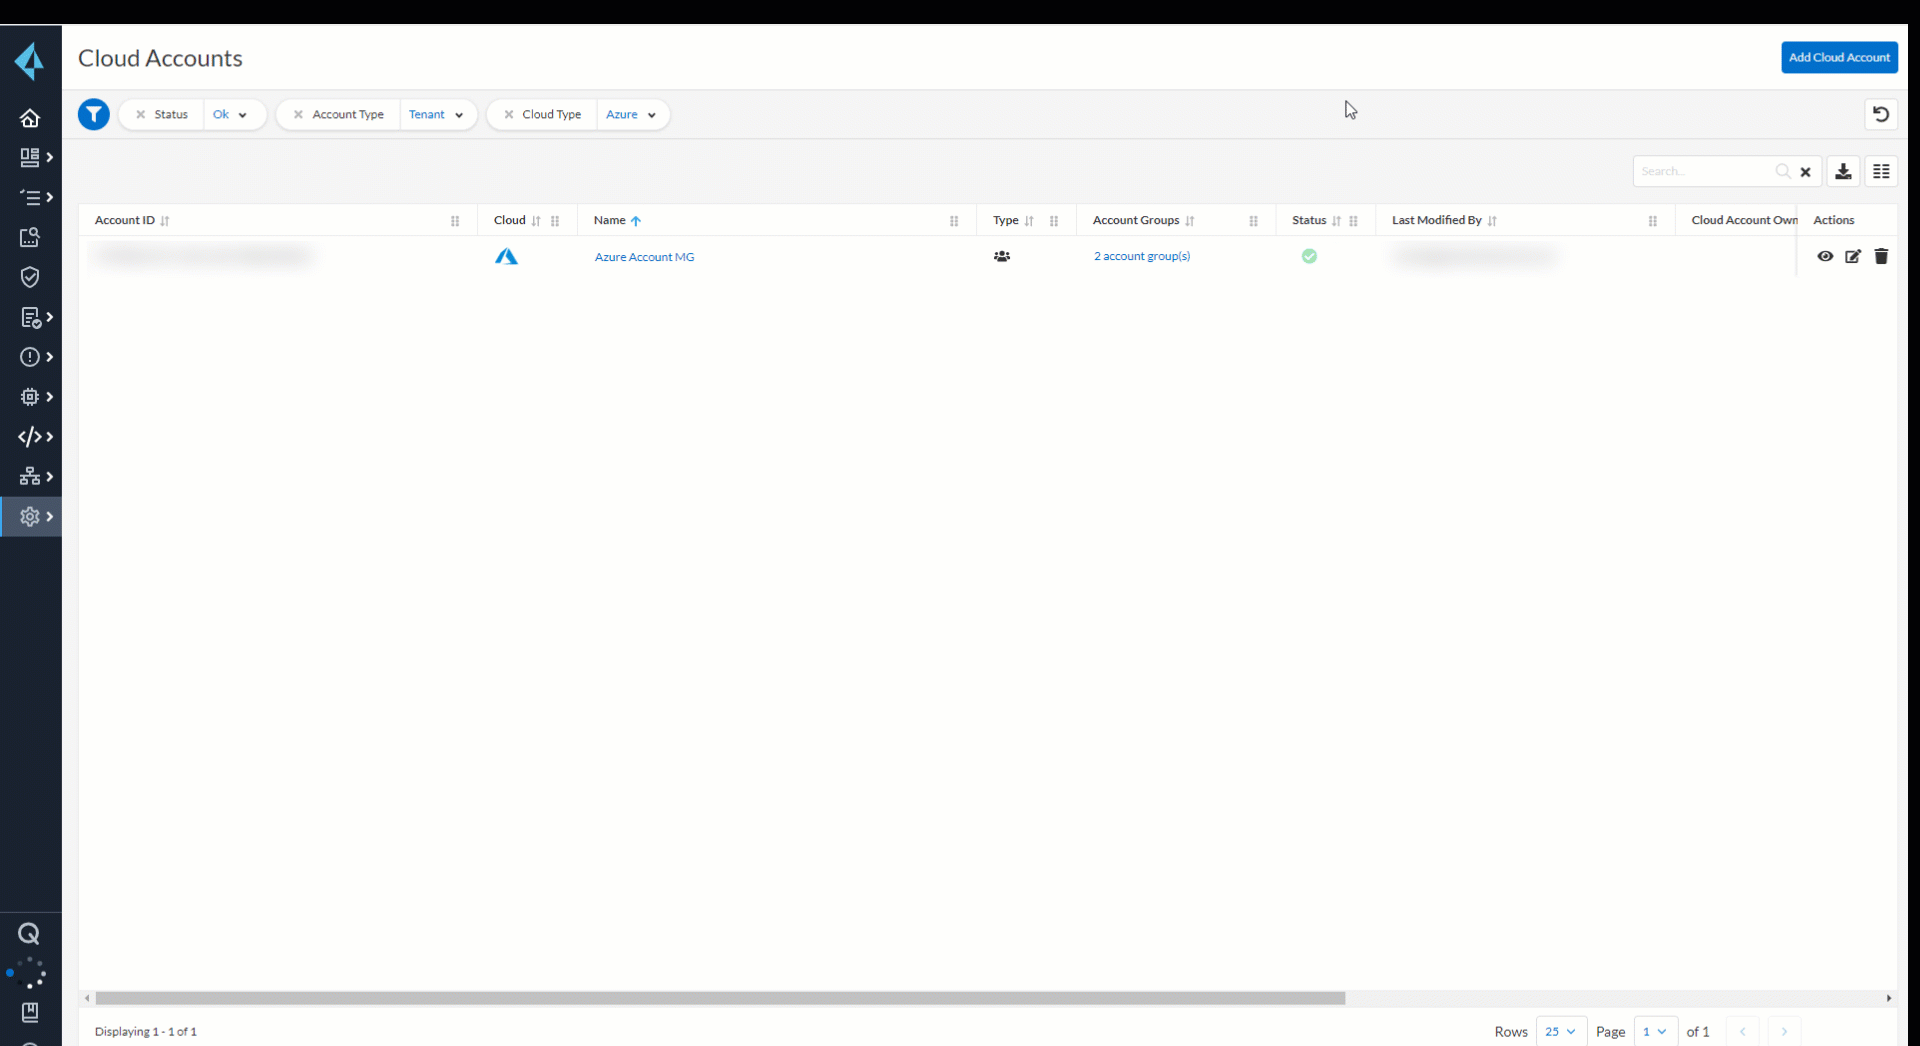 Cloud Accounts
Add Cloud Account
Status Ok Account Type Tenant Cloud Type Azure
Search...
Account ID Cloud Name Type Account Groups Status Last Modified By Cloud Account Own Actions
Azure Account MG 2 account group(s)
Displaying 1 - 1 of 1 Rows 25 Page 1 of 1